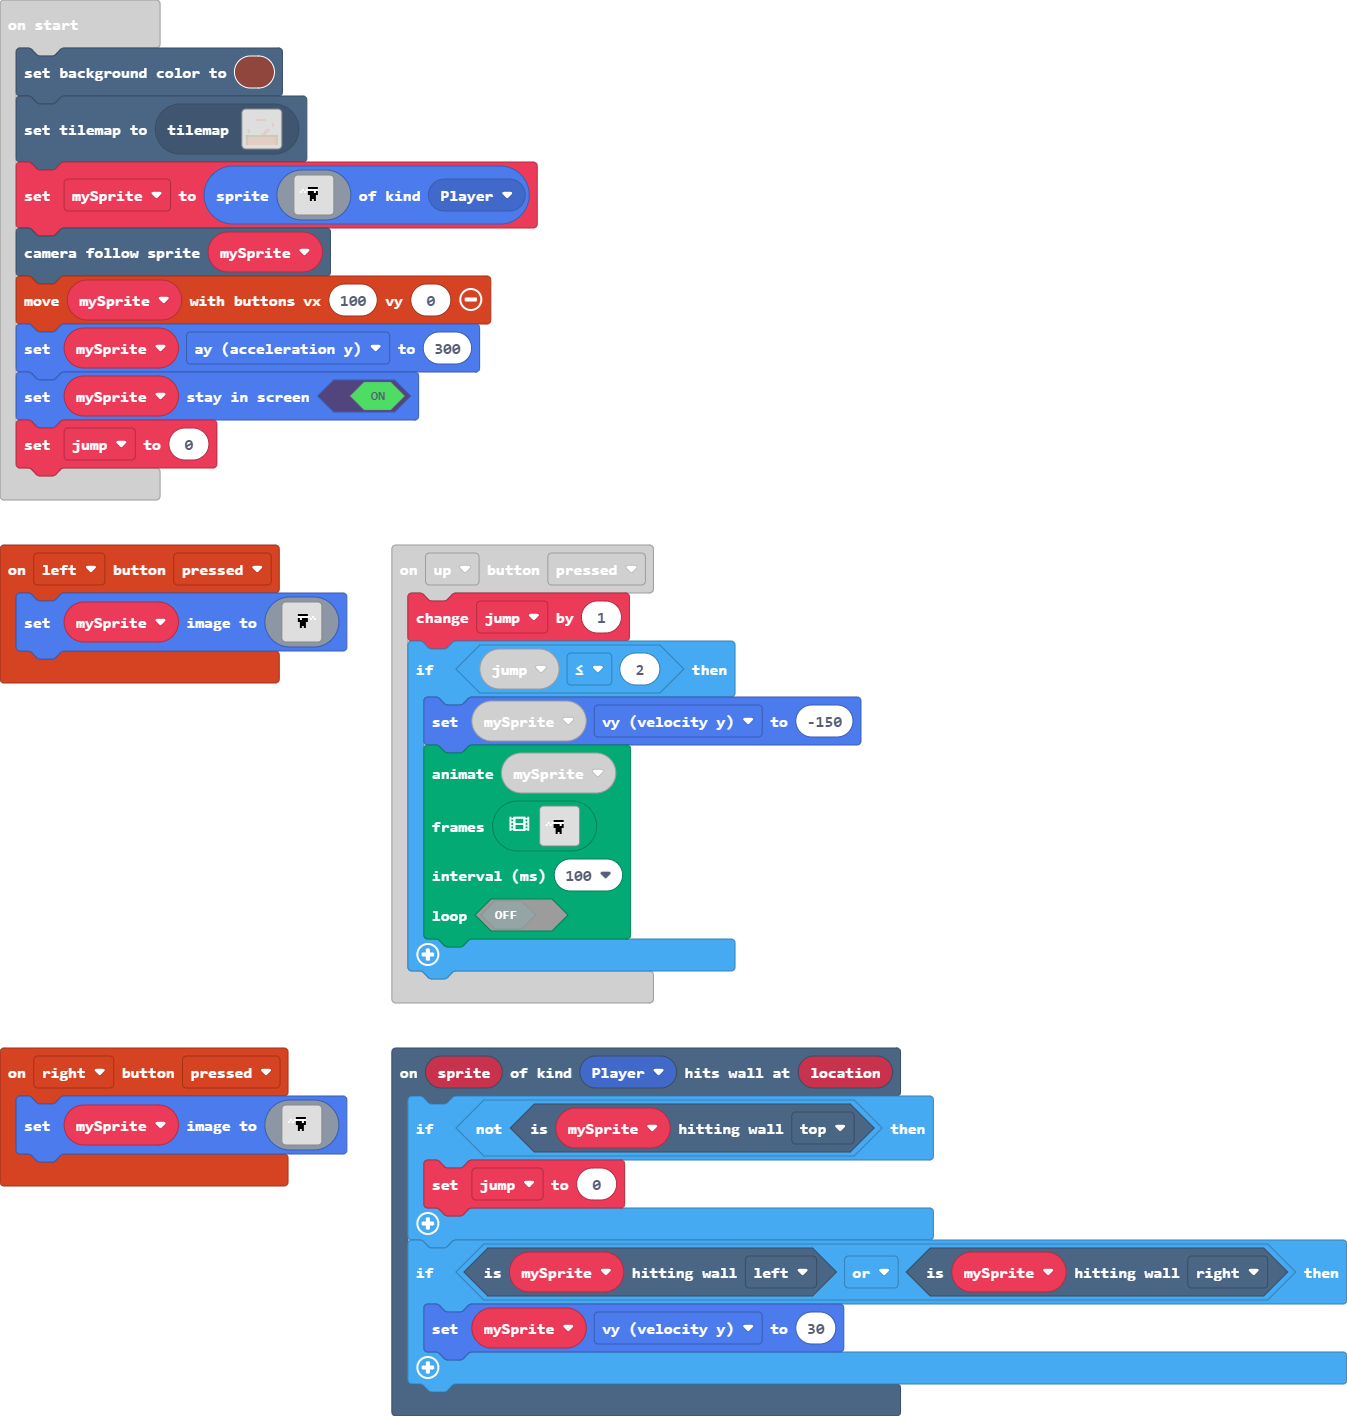 on start
set background color to
set tilemap to tilemap
set mySprite to sprite of kind Player
camera follow sprite mySprite
move mySprite with buttons vx 100 vy 0
set mySprite ay (acceleration y) to 300
set mySprite stay in screen ON
set jump to 0
on left button pressed
set mySprite image to
on up button pressed
change jump by 1
if jump ≤ 2 then
set mySprite vy (velocity y) to -150
animate mySprite
frames
interval (ms) 100
loop OFF
on right button pressed
set mySprite image to
on sprite of kind Player hits wall at location
if not is mySprite hitting wall top then
set jump to 0
if is mySprite hitting wall left or is mySprite hitting wall right then
set mySprite vy (velocity y) to 30